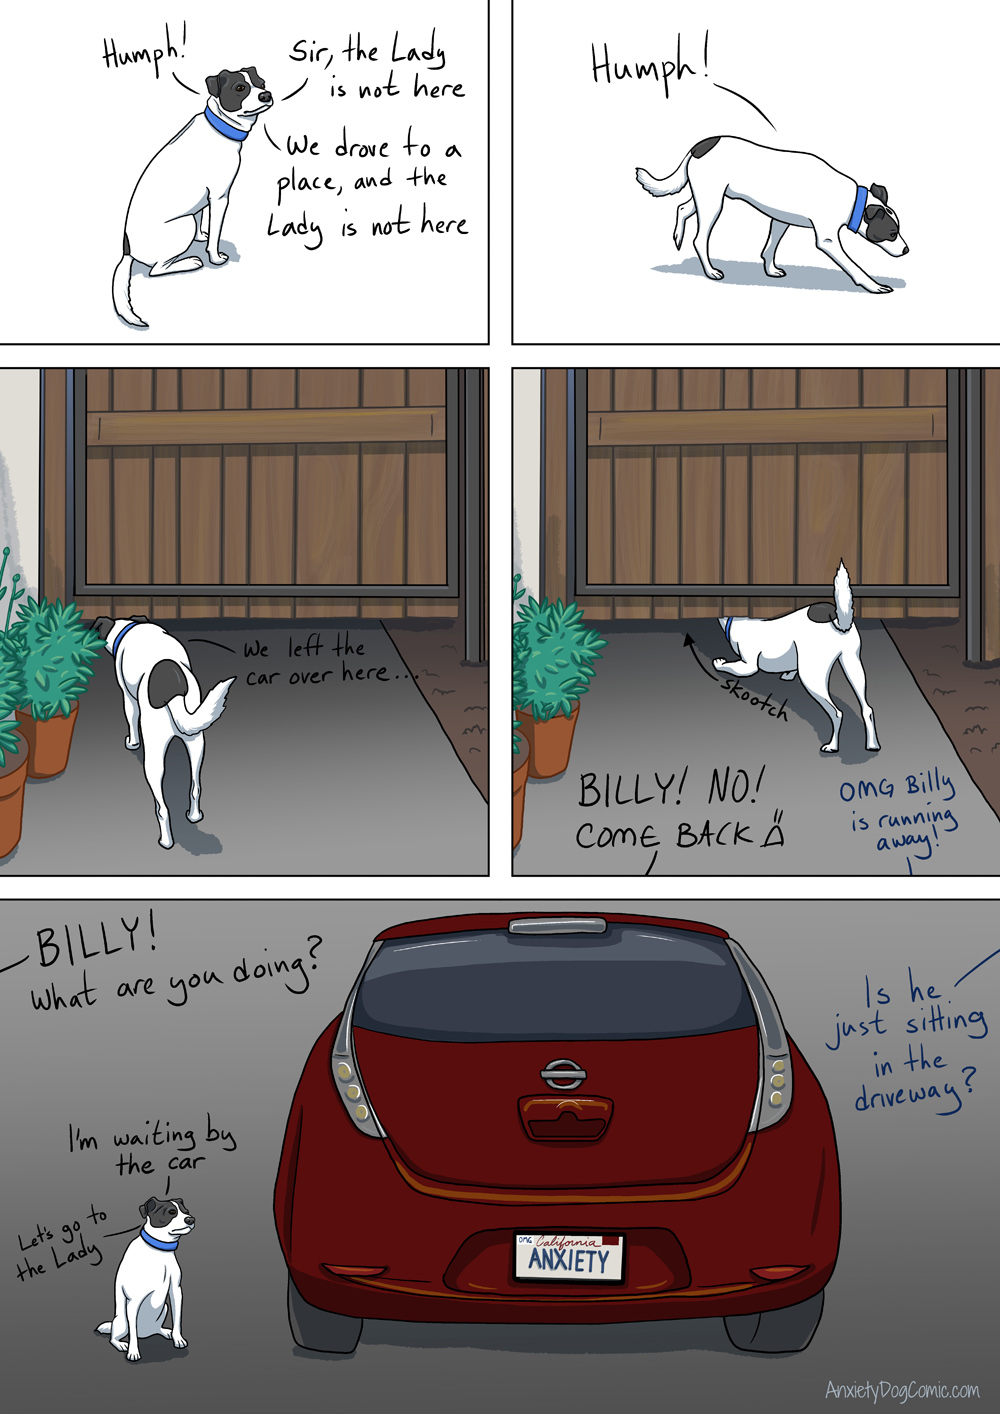 Humph!
Sir, the Lady
is not here
We drove to a
place, and the
Lady is not here
Humph!
We left the
car over here...
skootch
BILLY! NO!
COME BACK
OMG Billy
is running
away!
BILLY!
What are you doing?
Is he
just sitting
in the
driveway?
I'm waiting by
the car
Let's go to
the Lady
OMG California
ANXIETY
AnxietyDogComic.com